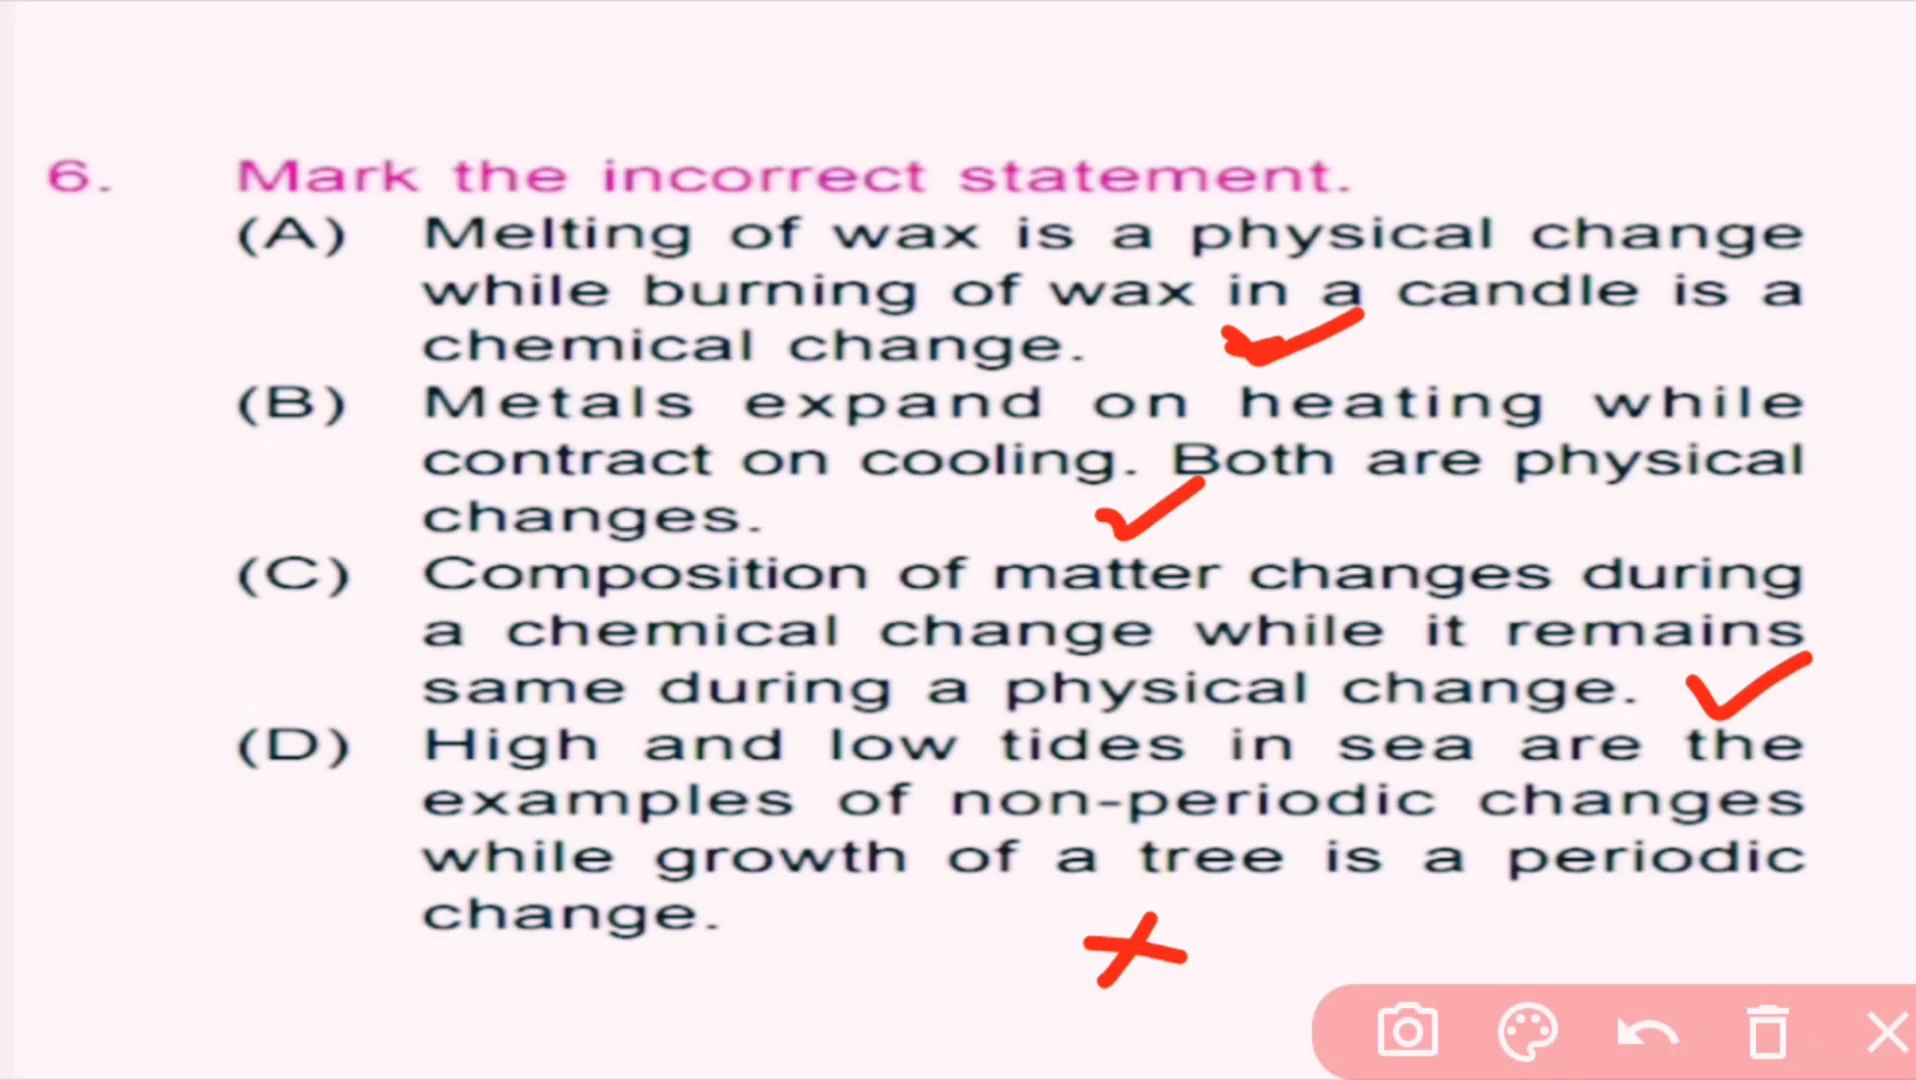 6. Mark the incorrect statement.
(A) Melting of wax is a physical change
while burning of wax in a candle is a
chemical change.
(B) Metals expand on heating while
contract on cooling. Both are physical
changes.
(C) Composition of matter changes during
a chemical change while it remains
same during a physical change.
(D) High and low tides in sea are the
examples of non-periodic changes
while growth of a tree is a periodic
change.